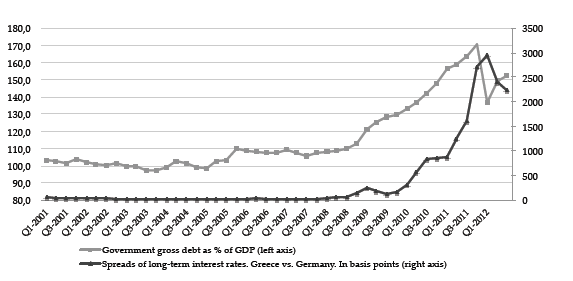 180,0
170,0
160,0
150,0
140,0
130,0
120,0
110,0
100,0
90,0
80,0
3500
3000
2500
2000
1500
1000
500
0
Q1-2001
Q3-2001
Q1-2002
Q3-2002
Q1-2003
Q3-2003
Q1-2004
Q3-2004
Q1-2005
Q3-2005
Q1-2006
Q3-2006
Q1-2007
Q3-2007
Q1-2008
Q3-2008
Q1-2009
Q3-2009
Q1-2010
Q3-2010
Q1-2011
Q3-2011
Q1-2012
Government gross debt as % of GDP (left axis)
Spreads of long-term interest rates. Greece vs. Germany. In basis points (right axis)